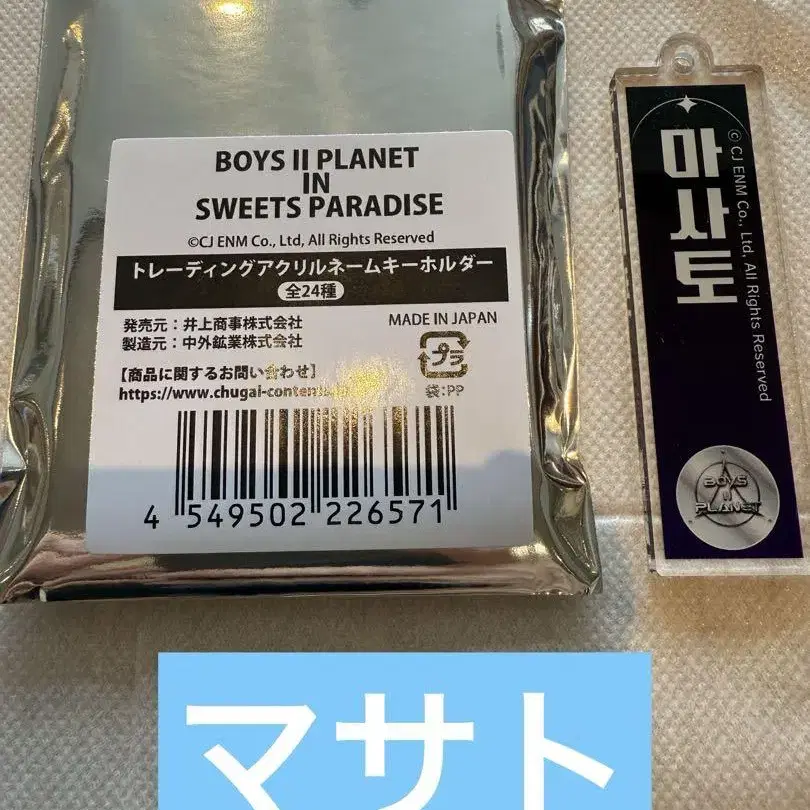 BOYS II PLANET
IN
SWEETS PARADISE
©CJ ENM Co., Ltd, All Rights Reserved
トレーディングアクリルネームキーホルダー
全24種
発売元：井上商事株式会社
製造元：中外鉱業株式会社
MADE IN JAPAN
プラ
袋：PP
【商品に関するお問い合わせ】
https://www.chugai-contents.
4 549502 226571
마사토
© CJ ENM Co., Ltd, All Rights Reserved
BOYS
II
PLANET
マサト